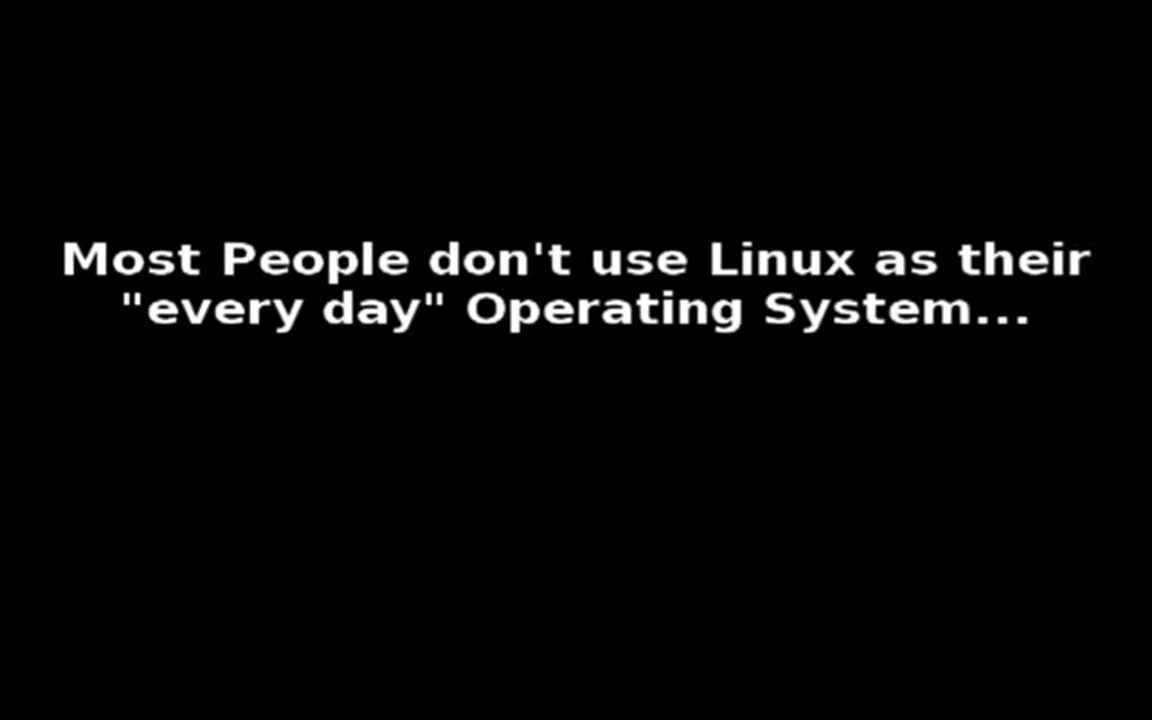 Most People don't use Linux as their
"every day" Operating System...